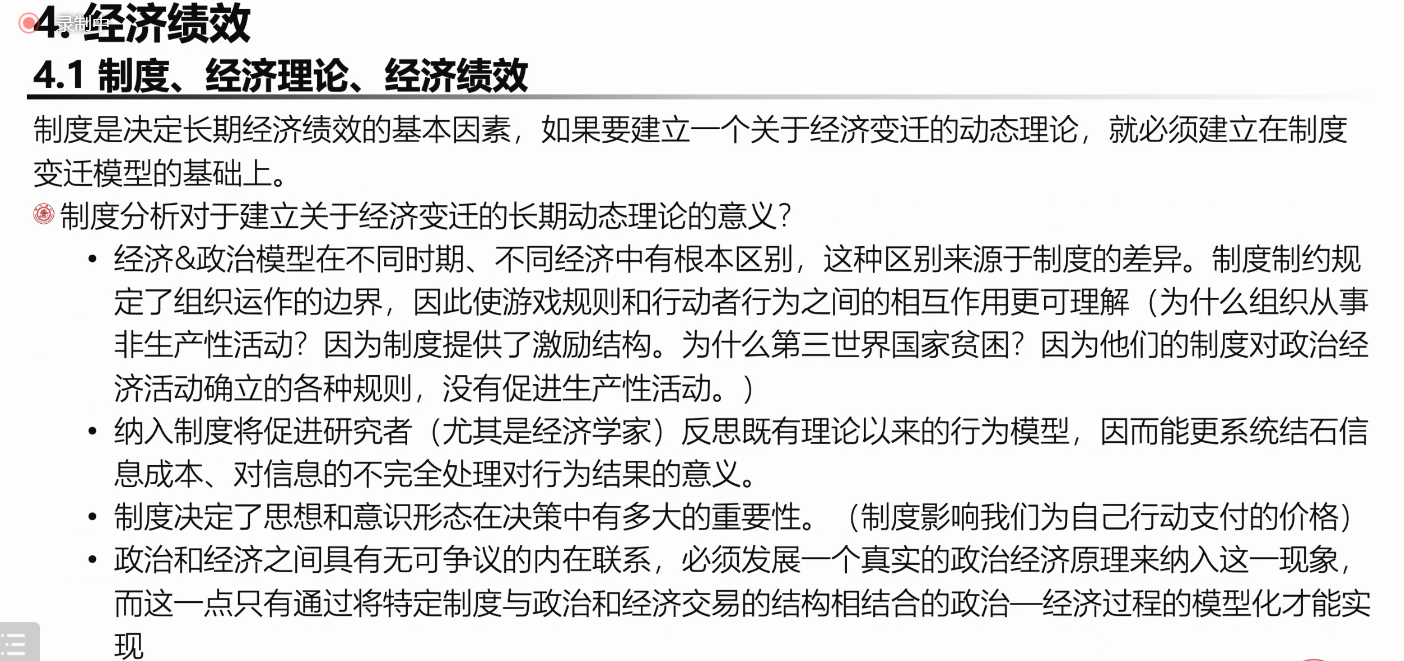 录制中
4. 经济绩效
4.1 制度、经济理论、经济绩效
制度是决定长期经济绩效的基本因素，如果要建立一个关于经济变迁的动态理论，就必须建立在制度
变迁模型的基础上。
制度分析对于建立关于经济变迁的长期动态理论的意义？
• 经济&政治模型在不同时期、不同经济中有根本区别，这种区别来源于制度的差异。制度制约规
定了组织运作的边界，因此使游戏规则和行动者行为之间的相互作用更可理解（为什么组织从事
非生产性活动？因为制度提供了激励结构。为什么第三世界国家贫困？因为他们的制度对政治经
济活动确立的各种规则，没有促进生产性活动。）
• 纳入制度将促进研究者（尤其是经济学家）反思既有理论以来的行为模型，因而能更系统结石信
息成本、对信息的不完全处理对行为结果的意义。
• 制度决定了思想和意识形态在决策中有多大的重要性。（制度影响我们为自己行动支付的价格）
• 政治和经济之间具有无可争议的内在联系，必须发展一个真实的政治经济原理来纳入这一现象，
而这一点只有通过将特定制度与政治和经济交易的结构相结合的政治—经济过程的模型化才能实
现